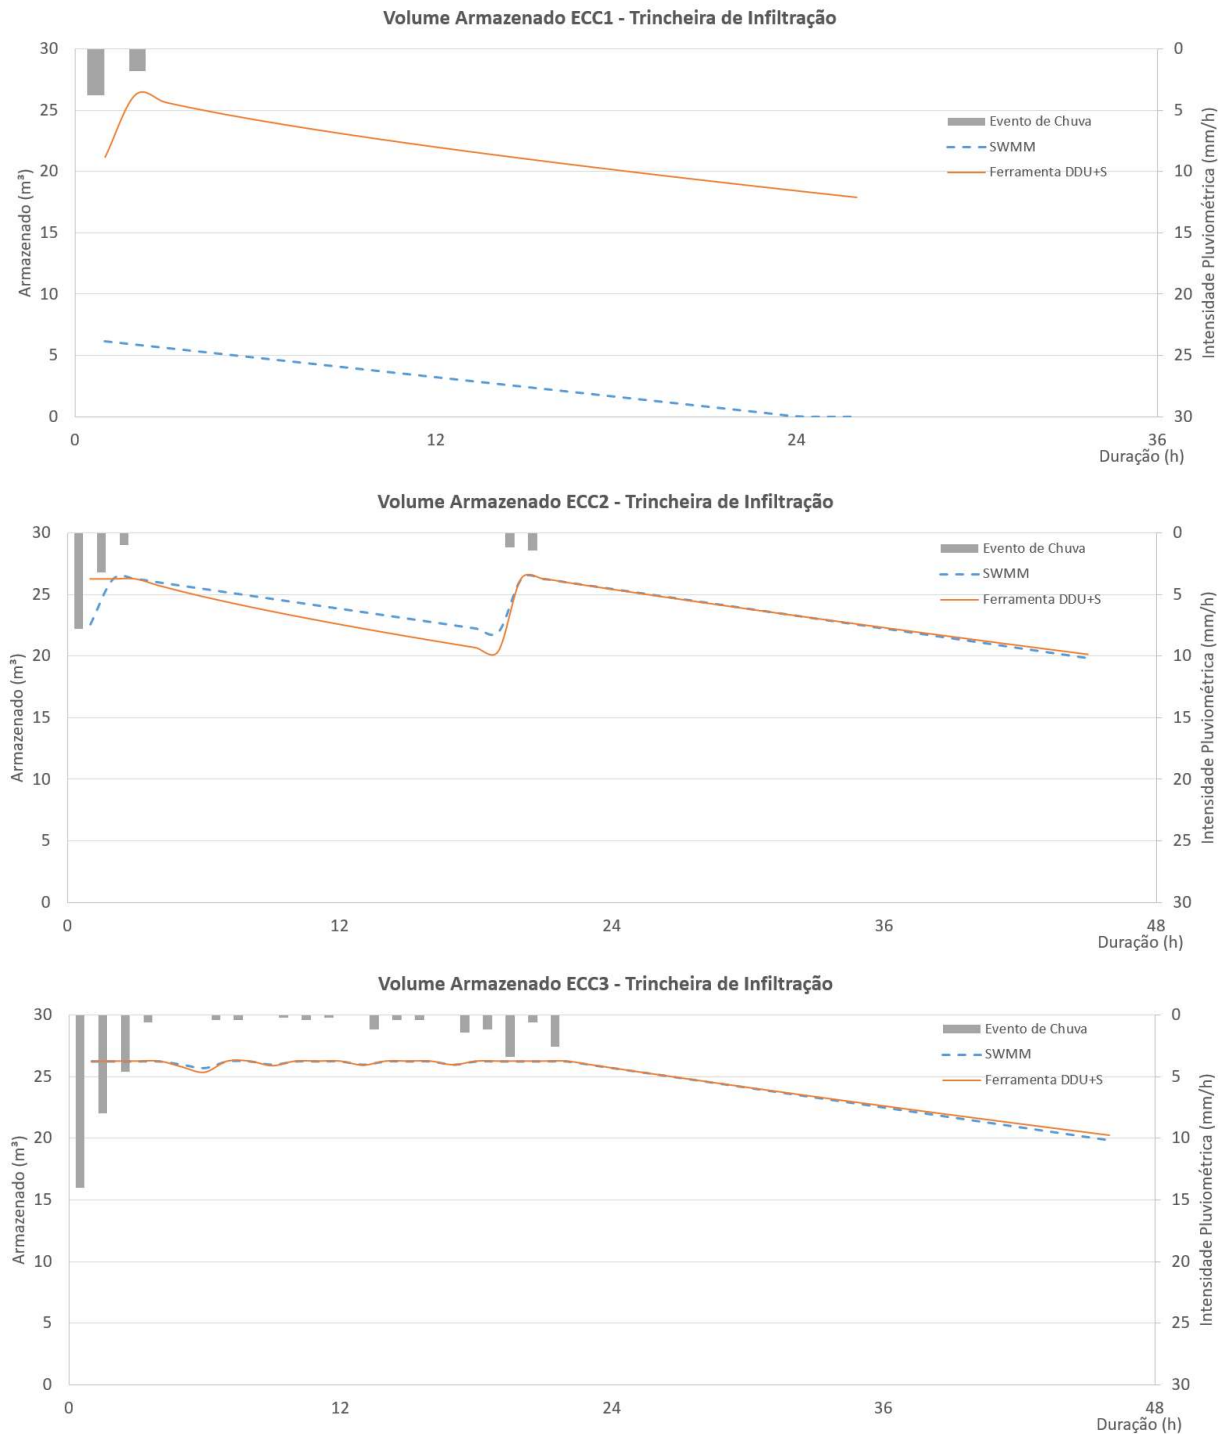 Volume Armazenado ECC1 - Trincheira de Infiltração
30
25
20
15
10
5
0
Armazenado (m³)
0
5
10
15
20
25
30
Intensidade Pluviométrica (mm/h)
Evento de Chuva
SWMM
Ferramenta DDU+S
0
12
24
36
Duração (h)
Volume Armazenado ECC2 - Trincheira de Infiltração
30
25
20
15
10
5
0
Armazenado (m³)
0
5
10
15
20
25
30
Intensidade Pluviométrica (mm/h)
Evento de Chuva
SWMM
Ferramenta DDU+S
0
12
24
36
48
Duração (h)
Volume Armazenado ECC3 - Trincheira de Infiltração
30
25
20
15
10
5
0
Armazenado (m³)
0
5
10
15
20
25
30
Intensidade Pluviométrica (mm/h)
Evento de Chuva
SWMM
Ferramenta DDU+S
0
12
24
36
48
Duração (h)